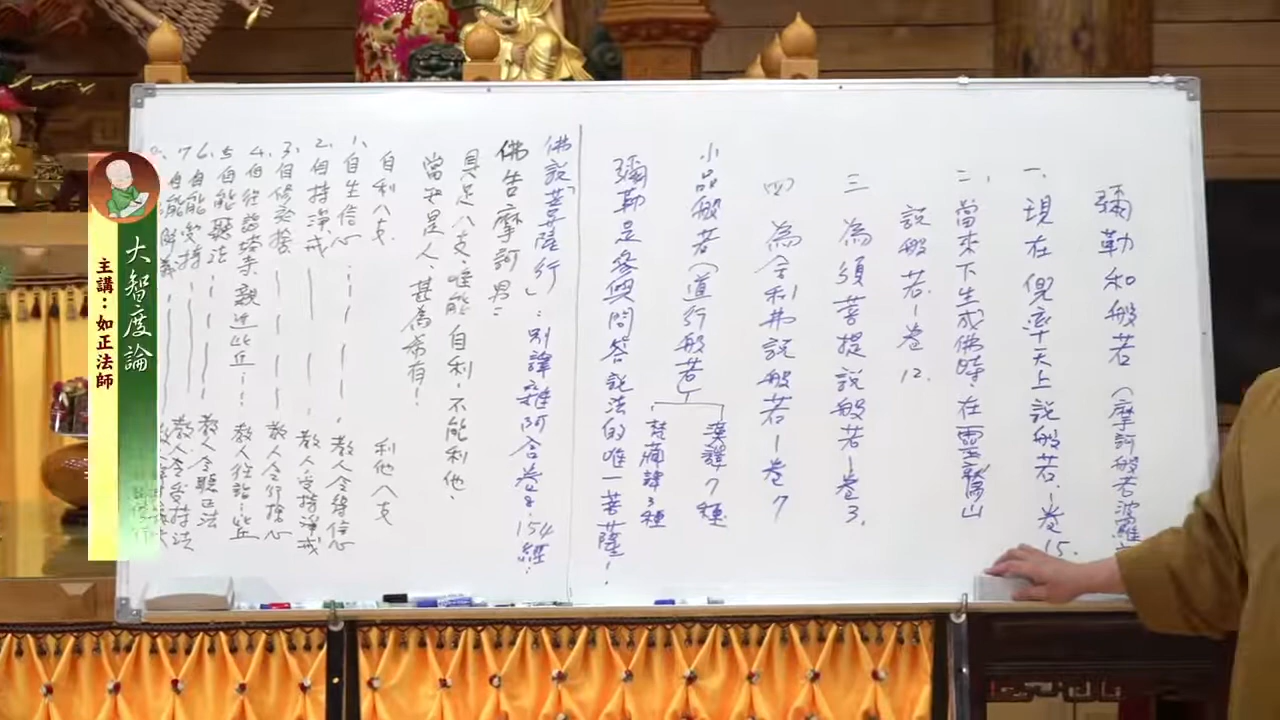 彌勒和般若（摩訶般若波羅
一、現在兜率天上說般若·一卷15.
二、當來下生成佛時·在靈鷲山
說般若·一卷12.
三 為須菩提說般若一卷3.
四 為舍利弗說般若一卷7
小品般若（道行般若）
漢譯7種
梵藏譯3種
彌勒是參與問答說法的唯一菩薩！
佛說「菩薩行」：別譯雜阿含卷8·154經：
佛告摩訶男：
具足八支·唯能自利·不能利他·
當知是人、甚為希有！
自利八支
利他八支
1. 自生信心 教人令得信心
2. 自持淨戒 教人受持淨戒
3. 自修施捨 教人令行捨心
4. 自往詣塔寺親近比丘 教人往詣
5 自能聽法 教人令聽正法
6. 自能受持 教人令受持法
7 自能解義
大智度論
主講：如正法師